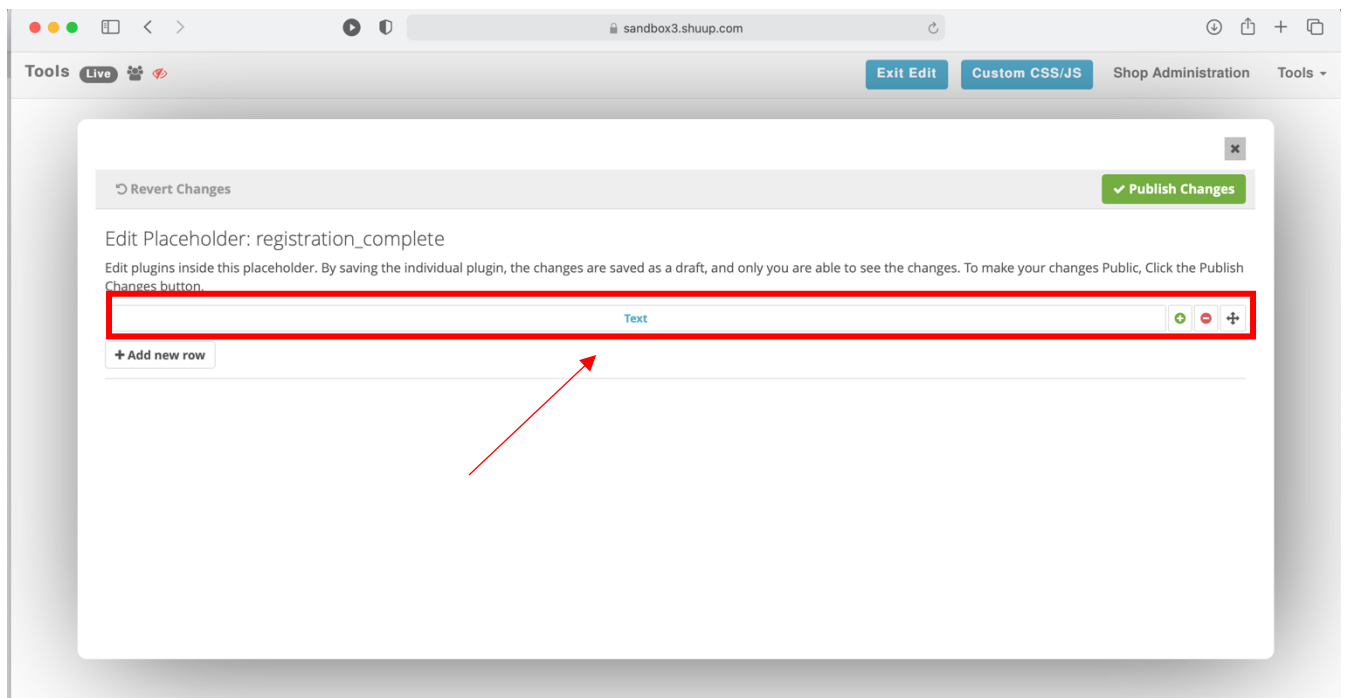 sandbox3.shuup.com
Tools Live Exit Edit Custom CSS/JS Shop Administration Tools
Revert Changes Publish Changes
Edit Placeholder: registration_complete
Edit plugins inside this placeholder. By saving the individual plugin, the changes are saved as a draft, and only you are able to see the changes. To make your changes Public, Click the Publish
Changes button.
Text
Add new row